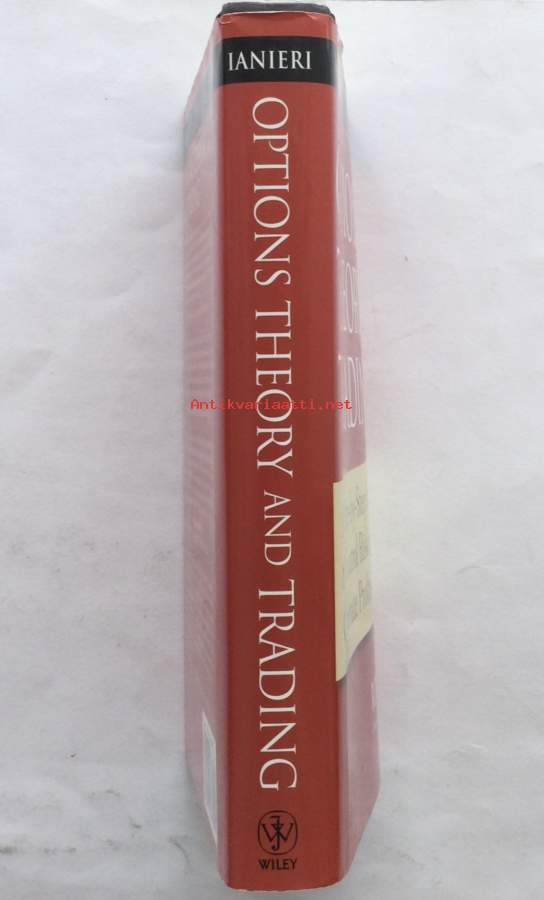 IANIERI
OPTIONS THEORY AND TRADING
WILEY
Antikvariaatti.net